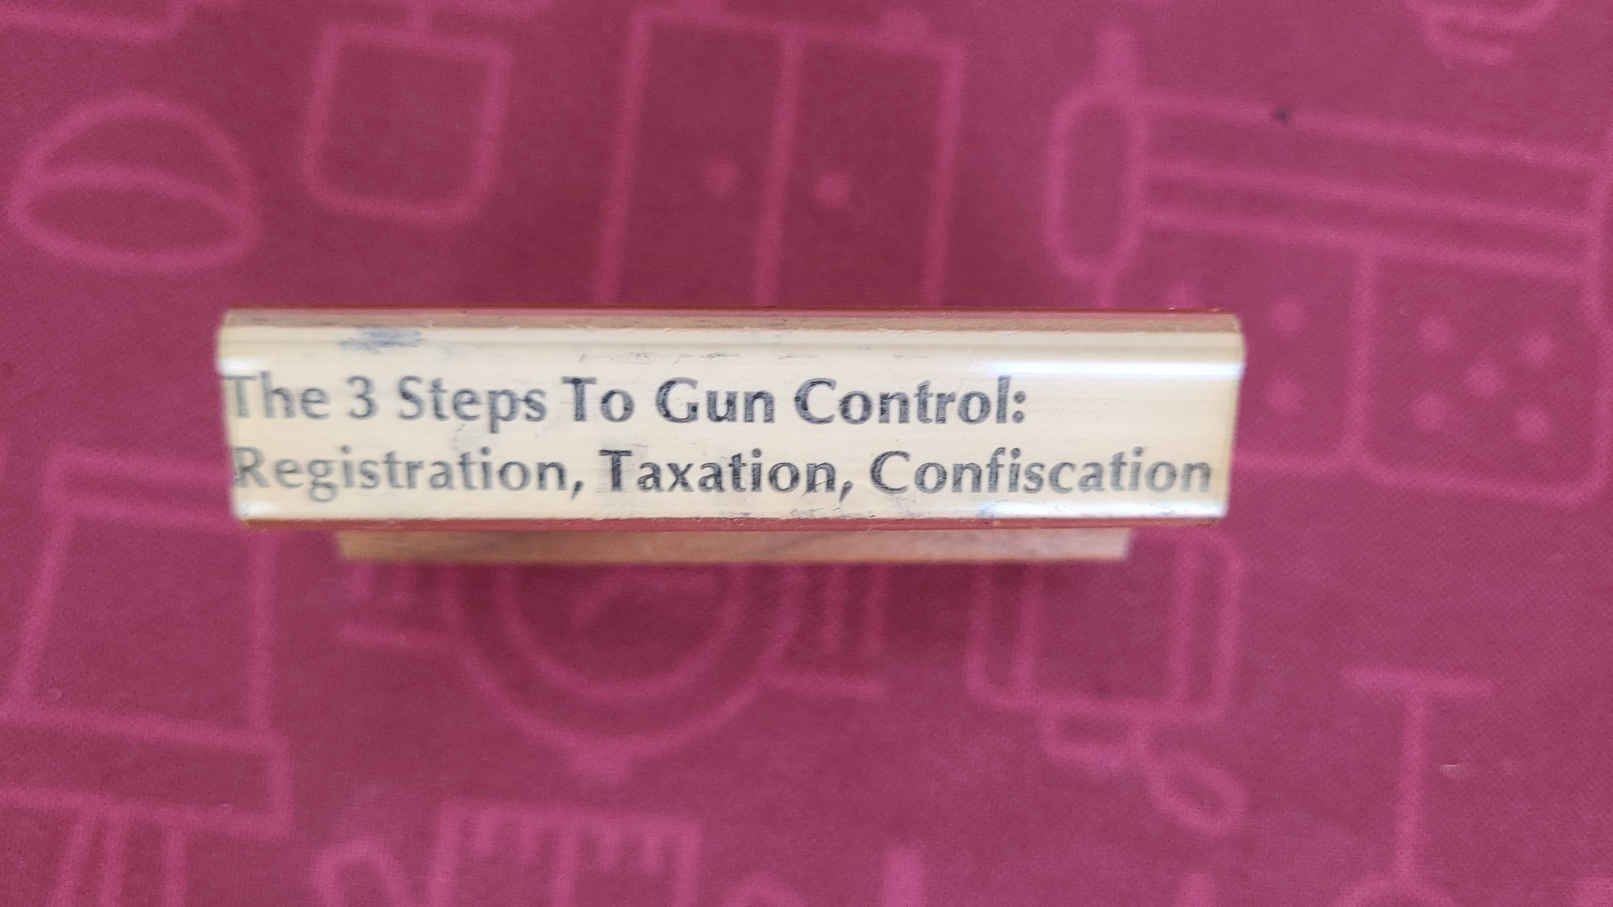 The 3 Steps To Gun Control:
Registration, Taxation, Confiscation